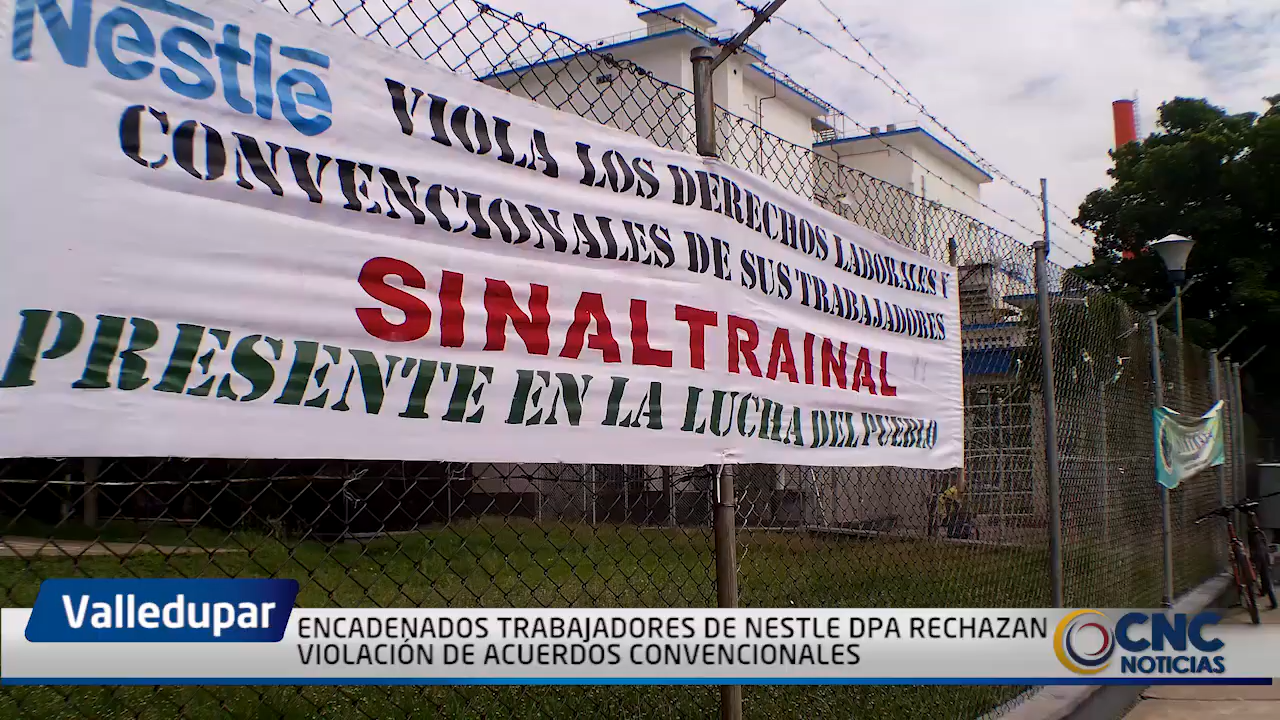 Nestlé
VIOLA LOS DERECHOS LABORALES Y
CONVENCIONALES DE SUS TRABAJADORES
SINALTRAINAL
PRESENTE EN LA LUCHA DEL PUEBLO
Valledupar
ENCADENADOS TRABAJADORES DE NESTLE DPA RECHAZAN
VIOLACIÓN DE ACUERDOS CONVENCIONALES
CNC
NOTICIAS